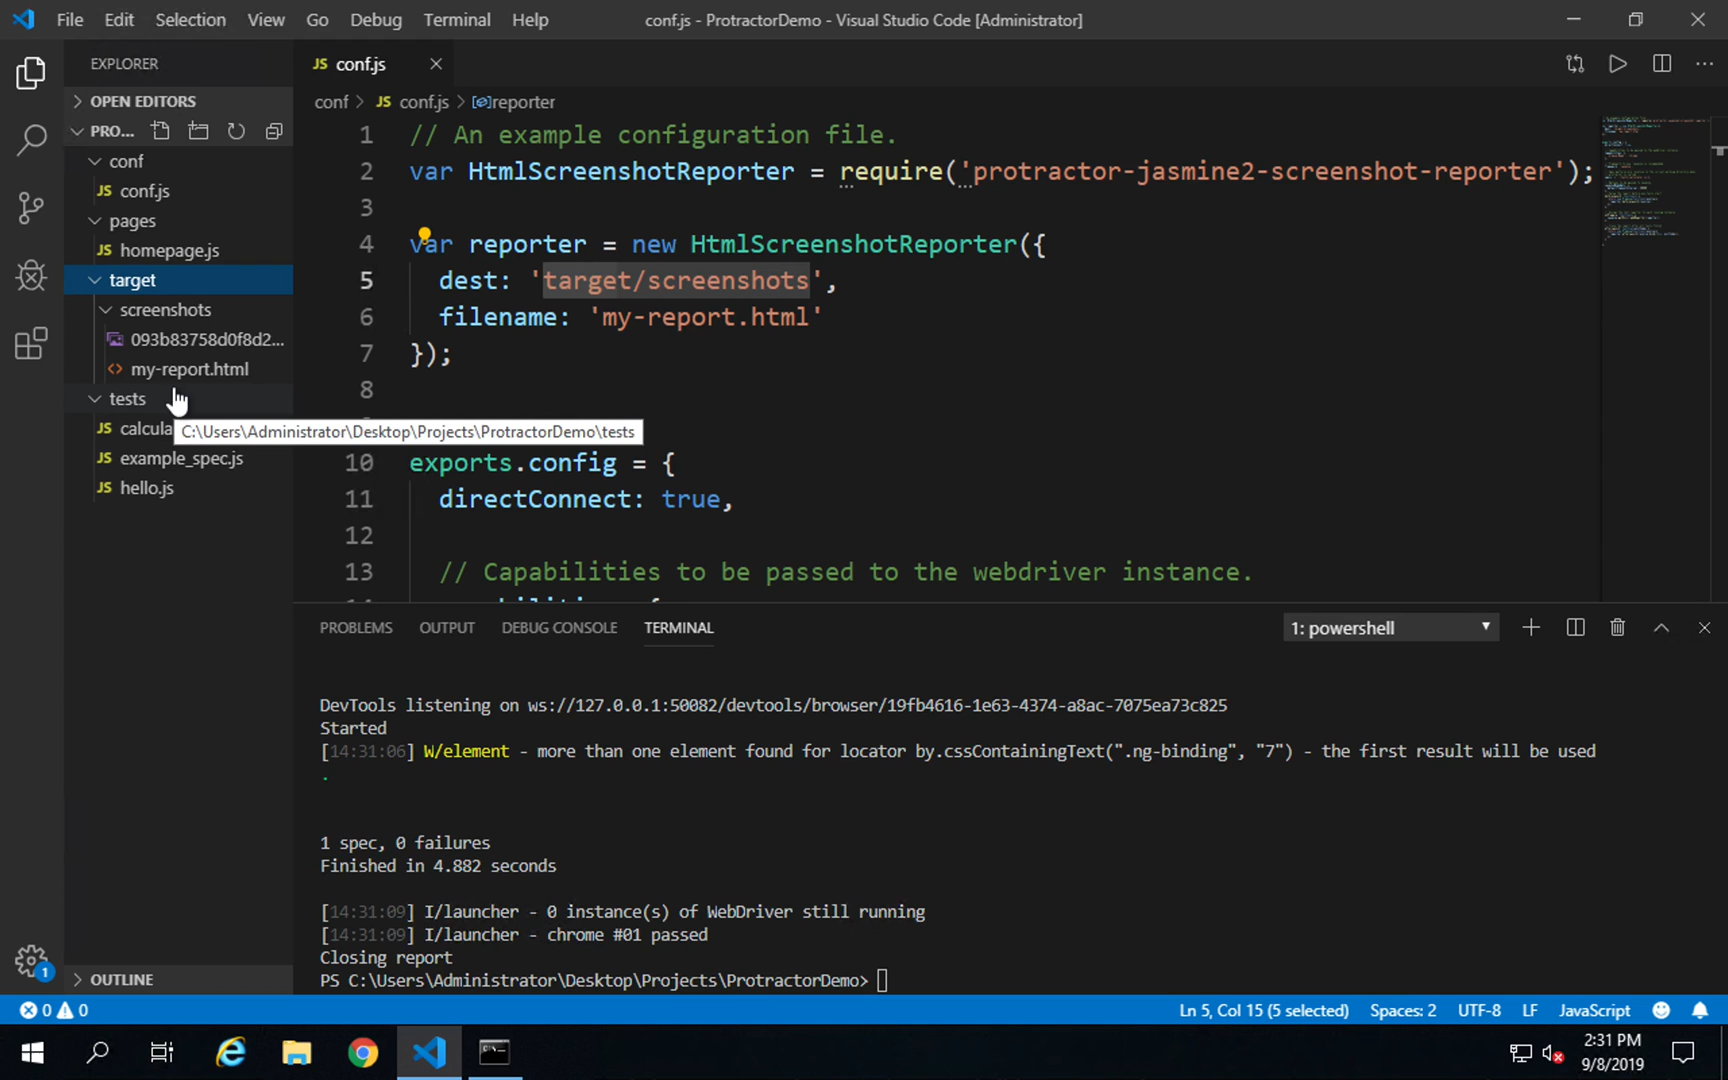 File Edit Selection View Go Debug Terminal Help conf.js - ProtractorDemo - Visual Studio Code [Administrator]
EXPLORER
JS conf.js
OPEN EDITORS
PRO...
conf
JS conf.js
pages
JS homepage.js
target
screenshots
093b83758d0f8d2...
<> my-report.html
tests
JS calcula
C:\Users\Administrator\Desktop\Projects\ProtractorDemo\tests
JS example_spec.js
JS hello.js
OUTLINE
conf > JS conf.js > reporter
1 // An example configuration file.
2 var HtmlScreenshotReporter = require('protractor-jasmine2-screenshot-reporter');
3
4 var reporter = new HtmlScreenshotReporter({
5 dest: 'target/screenshots',
6 filename: 'my-report.html'
7 });
8
10 exports.config = {
11 directConnect: true,
12
13 // Capabilities to be passed to the webdriver instance.
PROBLEMS OUTPUT DEBUG CONSOLE TERMINAL 1: powershell
DevTools listening on ws://127.0.0.1:50082/devtools/browser/19fb4616-1e63-4374-a8ac-7075ea73c825
Started
[14:31:06] W/element - more than one element found for locator by.cssContainingText(".ng-binding", "7") - the first result will be used
.
1 spec, 0 failures
Finished in 4.882 seconds
[14:31:09] I/launcher - 0 instance(s) of WebDriver still running
[14:31:09] I/launcher - chrome #01 passed
Closing report
PS C:\Users\Administrator\Desktop\Projects\ProtractorDemo>
1
0 0 Ln 5, Col 15 (5 selected) Spaces: 2 UTF-8 LF JavaScript
2:31 PM
9/8/2019